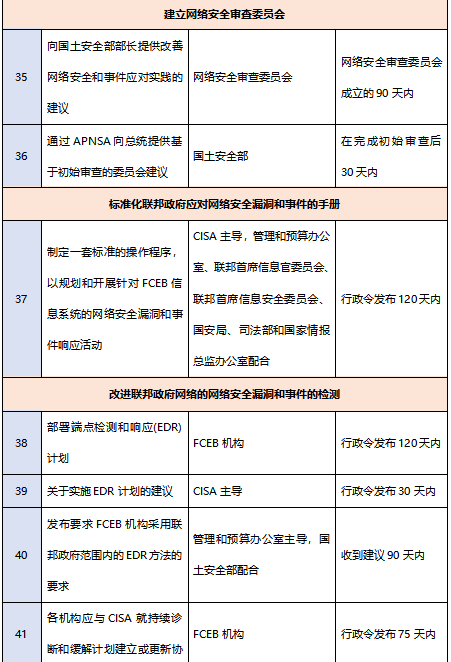 建立网络安全审查委员会
35
向国土安全部部长提供改善
网络安全和事件应对实践的
建议
网络安全审查委员会
网络安全审查委员会
成立的 90 天内
36
通过 APNSA 向总统提供基
于初始审查的委员会建议
国土安全部
在完成初始审查后
30 天内
标准化联邦政府应对网络安全漏洞和事件的手册
37
制定一套标准的操作程序，
以规划和开展针对 FCEB 信
息系统的网络安全漏洞和事
件响应活动
CISA 主导，管理和预算办公
室、联邦首席信息官委员会、
联邦首席信息安全委员会、
国安局、司法部和国家情报
总监办公室配合
行政令发布 120 天内
改进联邦政府网络的网络安全漏洞和事件的检测
38
部署端点检测和响应(EDR)
计划
FCEB 机构
行政令发布 120 天内
39
关于实施 EDR 计划的建议
CISA 主导
行政令发布 30 天内
40
发布要求 FCEB 机构采用联
邦政府范围内的 EDR 方法的
要求
管理和预算办公室主导，国
土安全部配合
收到建议 90 天内
41
各机构应与 CISA 就持续诊
断和缓解计划建立或更新协
FCEB 机构
行政令发布 75 天内